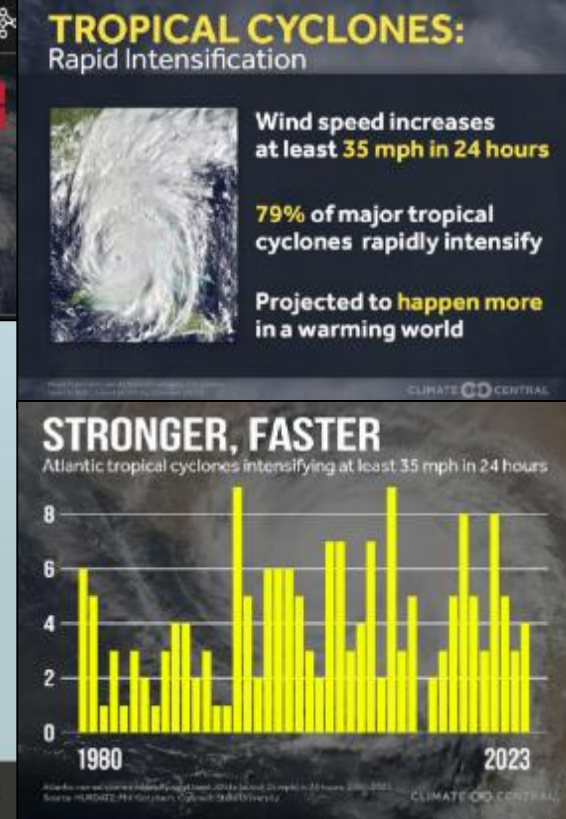 TROPICAL CYCLONES:
Rapid Intensification
Wind speed increases
at least 35 mph in 24 hours
79% of major tropical
cyclones rapidly intensify
Projected to happen more
in a warming world
CLIMATE CENTRAL
STRONGER, FASTER
Atlantic tropical cyclones intensifying at least 35 mph in 24 hours
8
6
4
2
0
1980
2023
CLIMATE CENTRAL